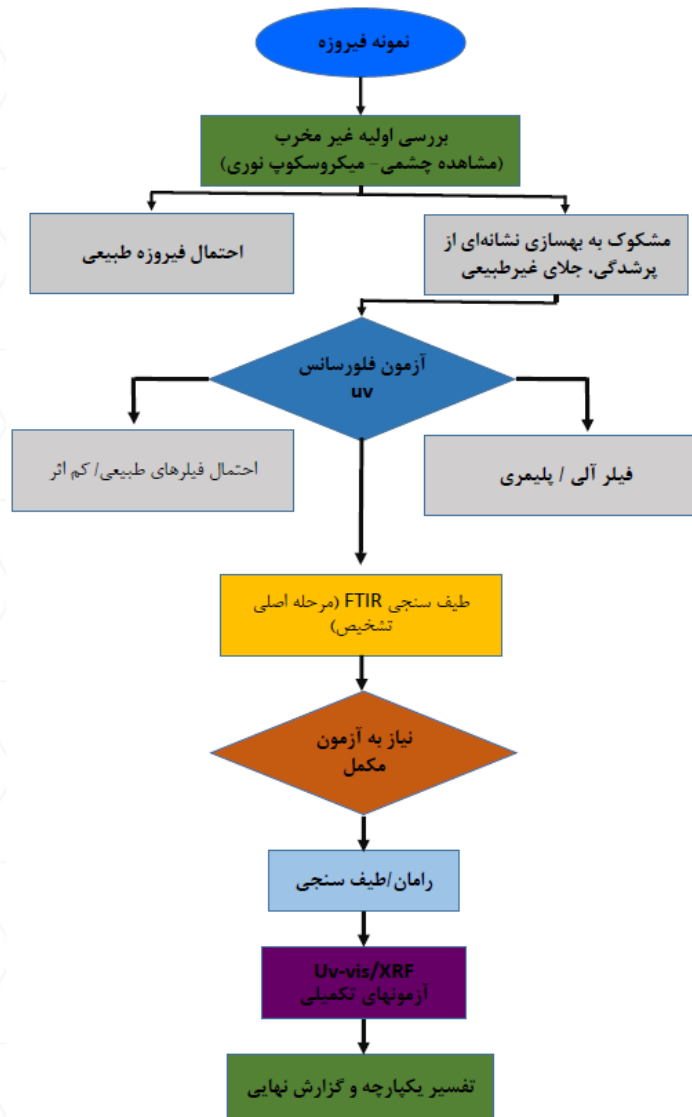 نمونه فیروزه
بررسی اولیه غیر مخرب
(مشاهده چشمی– میکروسکوپ نوری)
مشکوک به بهسازی نشانه‌ای از
پرشدگی. جلای غیرطبیعی
احتمال فیروزه طبیعی
آزمون فلورسانس
uv
فیلر آلی / پلیمری
احتمال فیلرهای طبیعی/ کم اثر
طیف سنجی FTIR (مرحله اصلی
تشخیص)
نیاز به آزمون
مکمل
رامان/طیف سنجی
Uv-vis/XRF
آزمونهای تکمیلی
تفسیر یکپارچه و گزارش نهایی